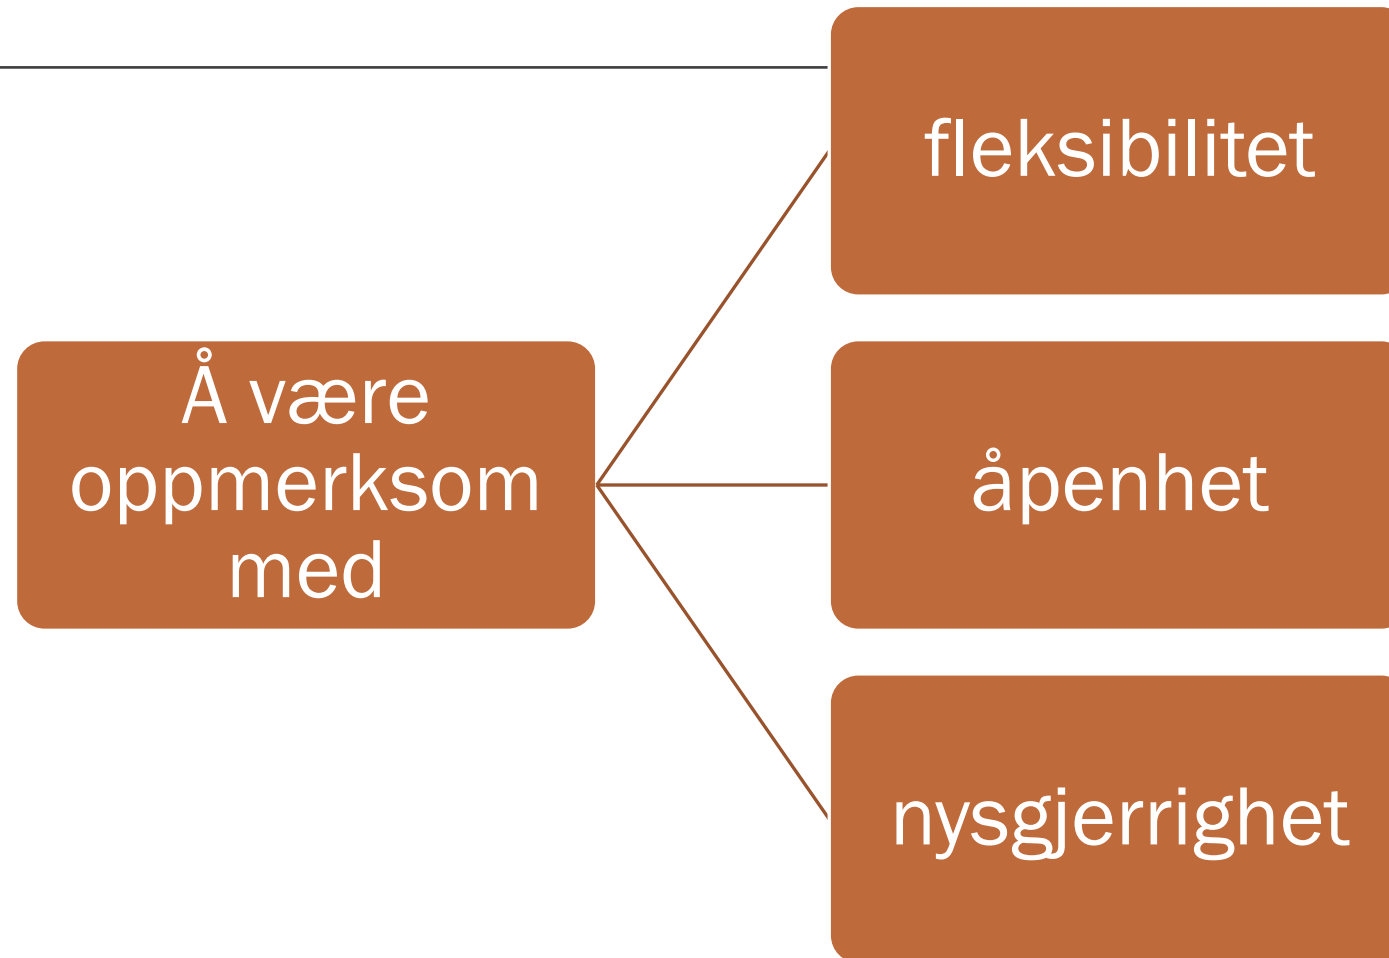 Å være
oppmerksom
med
fleksibilitet
åpenhet
nysgjerrighet